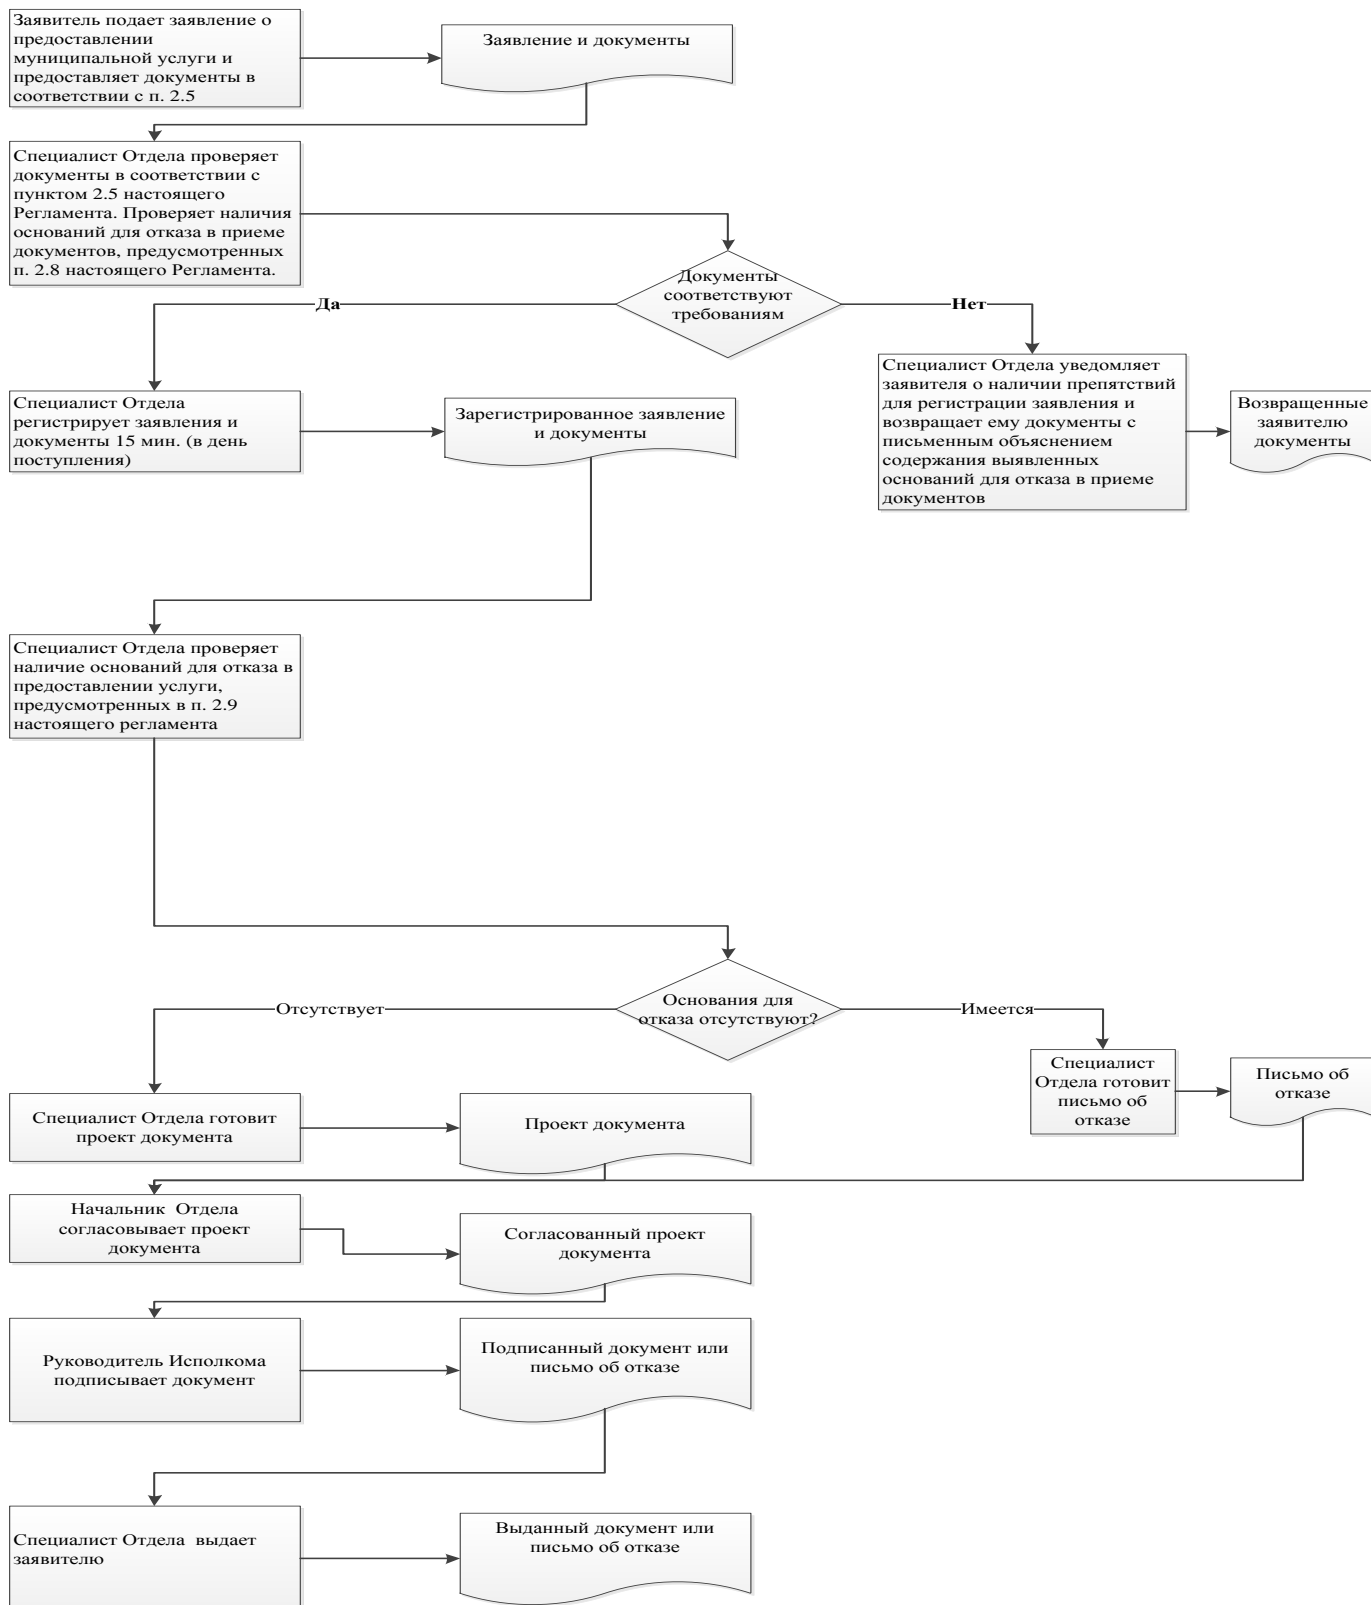 Заявитель подает заявление о
предоставлении
муниципальной услуги и
предоставляет документы в
соответствии с п. 2.5
Заявление и документы
Специалист Отдела проверяет
документы в соответствии с
пунктом 2.5 настоящего
Регламента. Проверяет наличия
оснований для отказа в приеме
документов, предусмотренных
п. 2.8 настоящего Регламента.
Документы
соответствуют
требованиям
Да
Нет
Специалист Отдела
регистрирует заявления и
документы 15 мин. (в день
поступления)
Зарегистрированное заявление
и документы
Специалист Отдела уведомляет
заявителя о наличии препятствий
для регистрации заявления и
возвращает ему документы с
письменным объяснением
содержания выявленных
оснований для отказа в приеме
документов
Возвращенные
заявителю
документы
Специалист Отдела проверяет
наличие оснований для отказа в
предоставлении услуги,
предусмотренных в п. 2.9
настоящего регламента
Основания для
отказа отсутствуют?
Отсутствует
Имеется
Специалист
Отдела готовит
письмо об
отказе
Письмо об
отказе
Специалист Отдела готовит
проект документа
Проект документа
Начальник  Отдела
согласовывает проект
документа
Согласованный проект
документа
Руководитель Исполкома
подписывает документ
Подписанный документ или
письмо об отказе
Специалист Отдела  выдает
заявителю
Выданный документ или
письмо об отказе